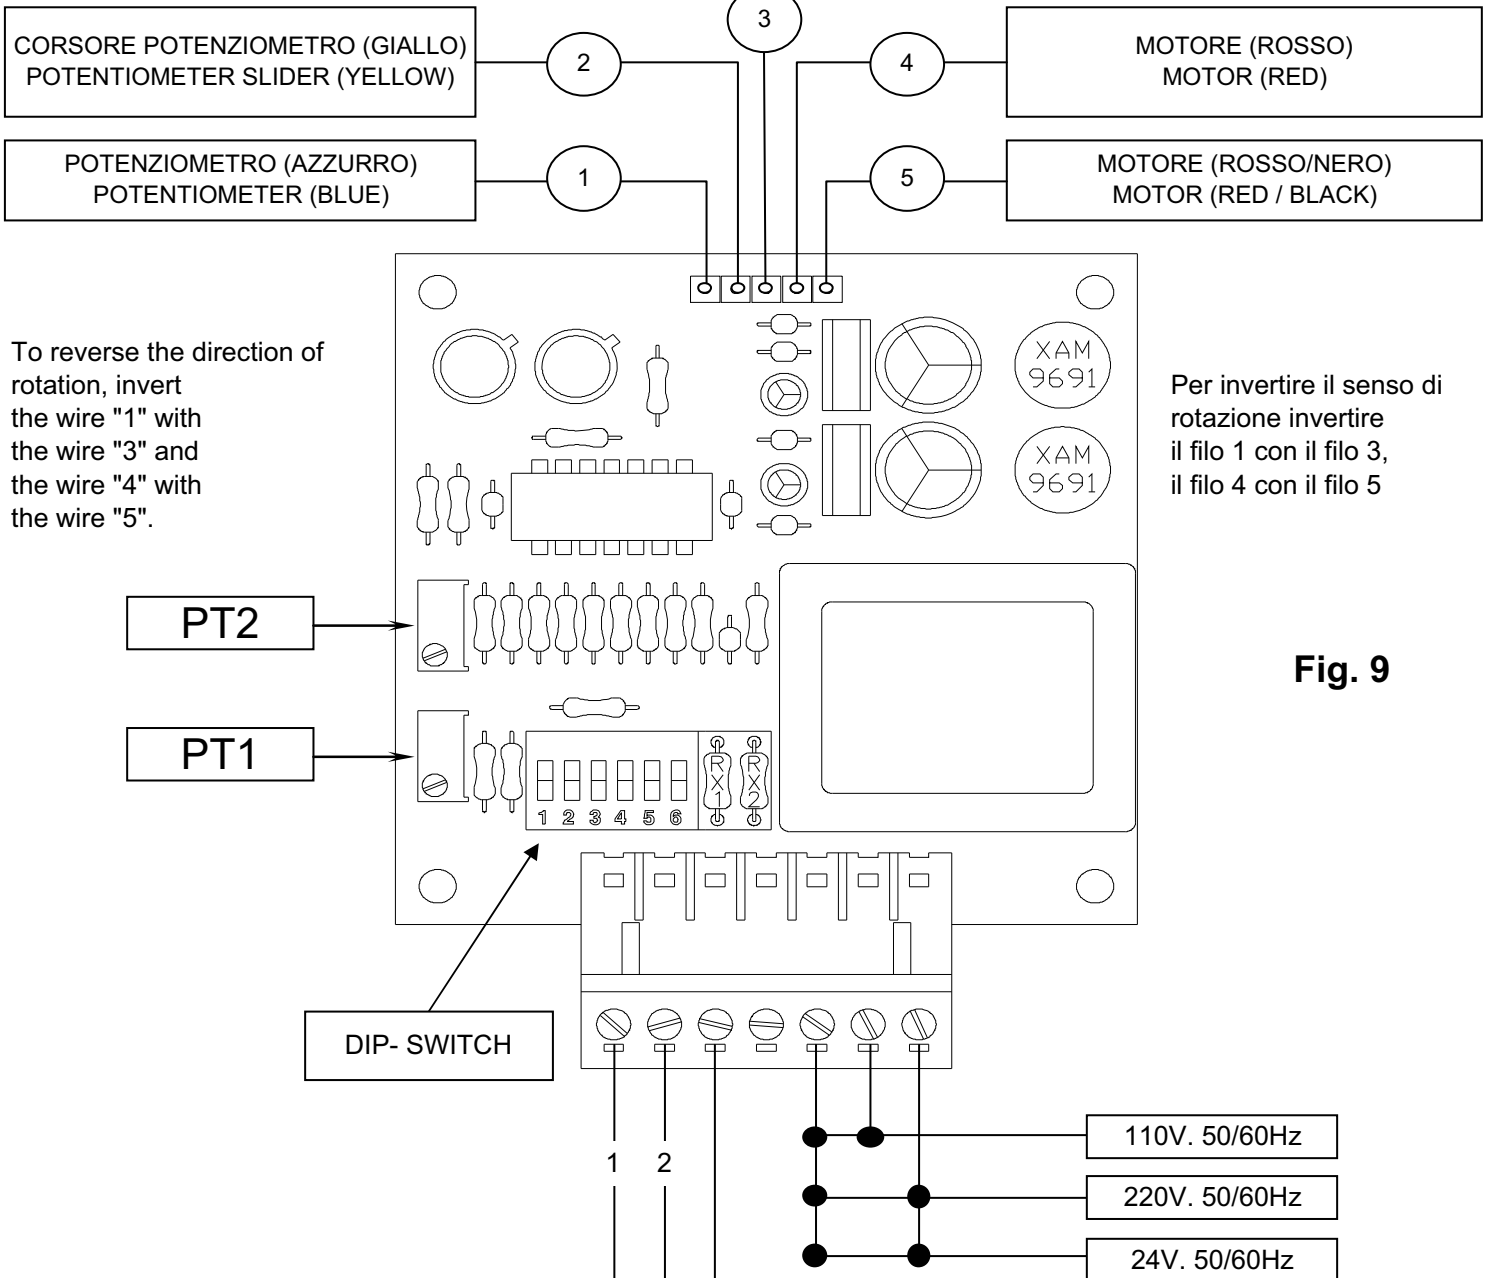 3
CORSORE POTENZIOMETRO (GIALLO)
POTENTIOMETER SLIDER (YELLOW)
2
4
MOTORE (ROSSO)
MOTOR (RED)
POTENZIOMETRO (AZZURRO)
POTENTIOMETER (BLUE)
1
5
MOTORE (ROSSO/NERO)
MOTOR (RED / BLACK)
To reverse the direction of
rotation, invert
the wire "1" with
the wire "3" and
the wire "4" with
the wire "5".
XAM
9691
XAM
9691
Per invertire il senso di
rotazione invertire
il filo 1 con il filo 3,
il filo 4 con il filo 5
PT2
Fig. 9
PT1
RX1
RX2
1 2 3 4 5 6
DIP- SWITCH
1 2
110V. 50/60Hz
220V. 50/60Hz
24V. 50/60Hz